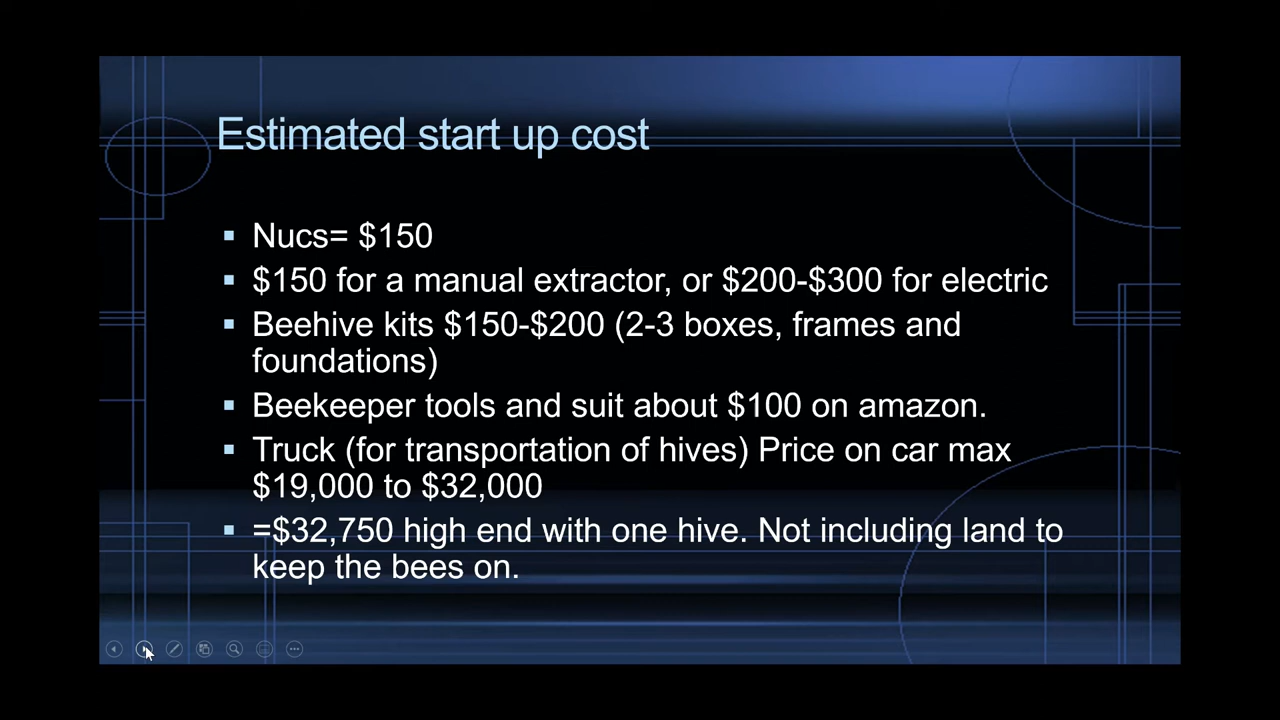 Estimated start up cost
Nucs= $150
$150 for a manual extractor, or $200-$300 for electric
Beehive kits $150-$200 (2-3 boxes, frames and
foundations)
Beekeeper tools and suit about $100 on amazon.
Truck (for transportation of hives) Price on car max
$19,000 to $32,000
=$32,750 high end with one hive. Not including land to
keep the bees on.